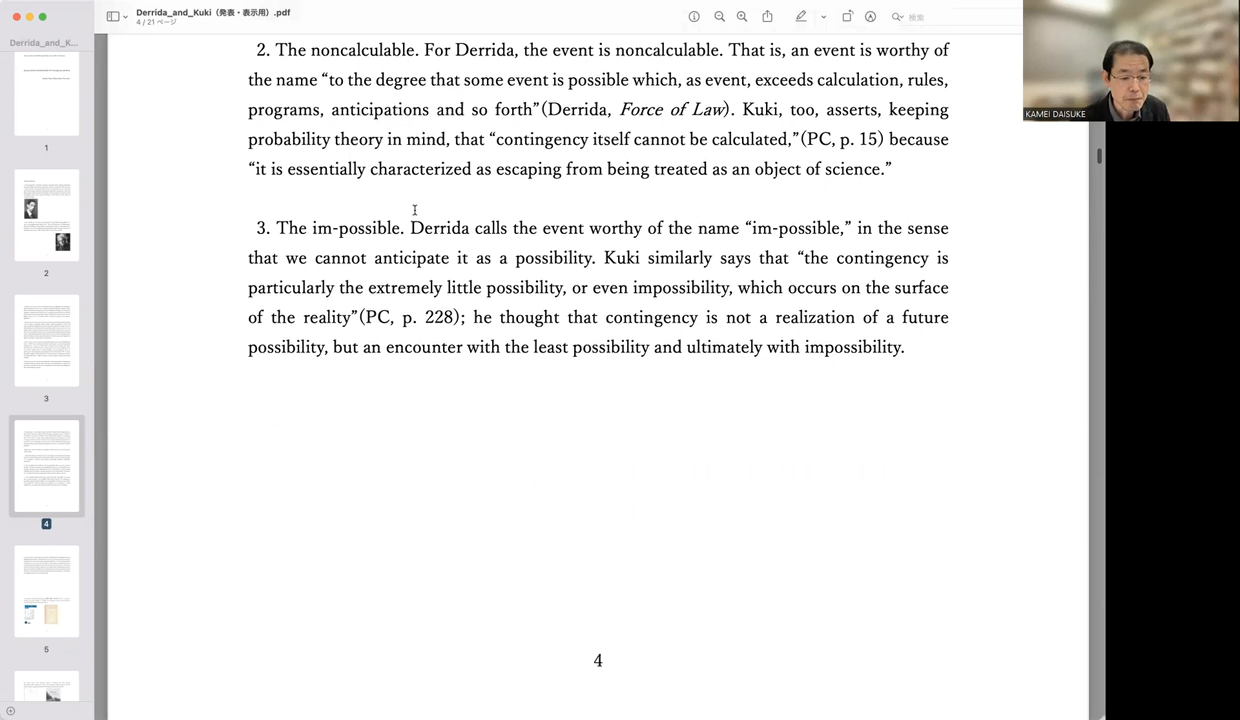 Derrida_and_Kuki（発表・表示用）.pdf
4 / 21 ページ
検索
Derrida_and_K...
1
2
3
4
5
2. The noncalculable. For Derrida, the event is noncalculable. That is, an event is worthy of
the name “to the degree that some event is possible which, as event, exceeds calculation, rules,
programs, anticipations and so forth”(Derrida, Force of Law). Kuki, too, asserts, keeping
probability theory in mind, that “contingency itself cannot be calculated,”(PC, p. 15) because
“it is essentially characterized as escaping from being treated as an object of science.”
3. The im-possible. Derrida calls the event worthy of the name “im-possible,” in the sense
that we cannot anticipate it as a possibility. Kuki similarly says that “the contingency is
particularly the extremely little possibility, or even impossibility, which occurs on the surface
of the reality”(PC, p. 228); he thought that contingency is not a realization of a future
possibility, but an encounter with the least possibility and ultimately with impossibility.
4
KAMEI DAISUKE